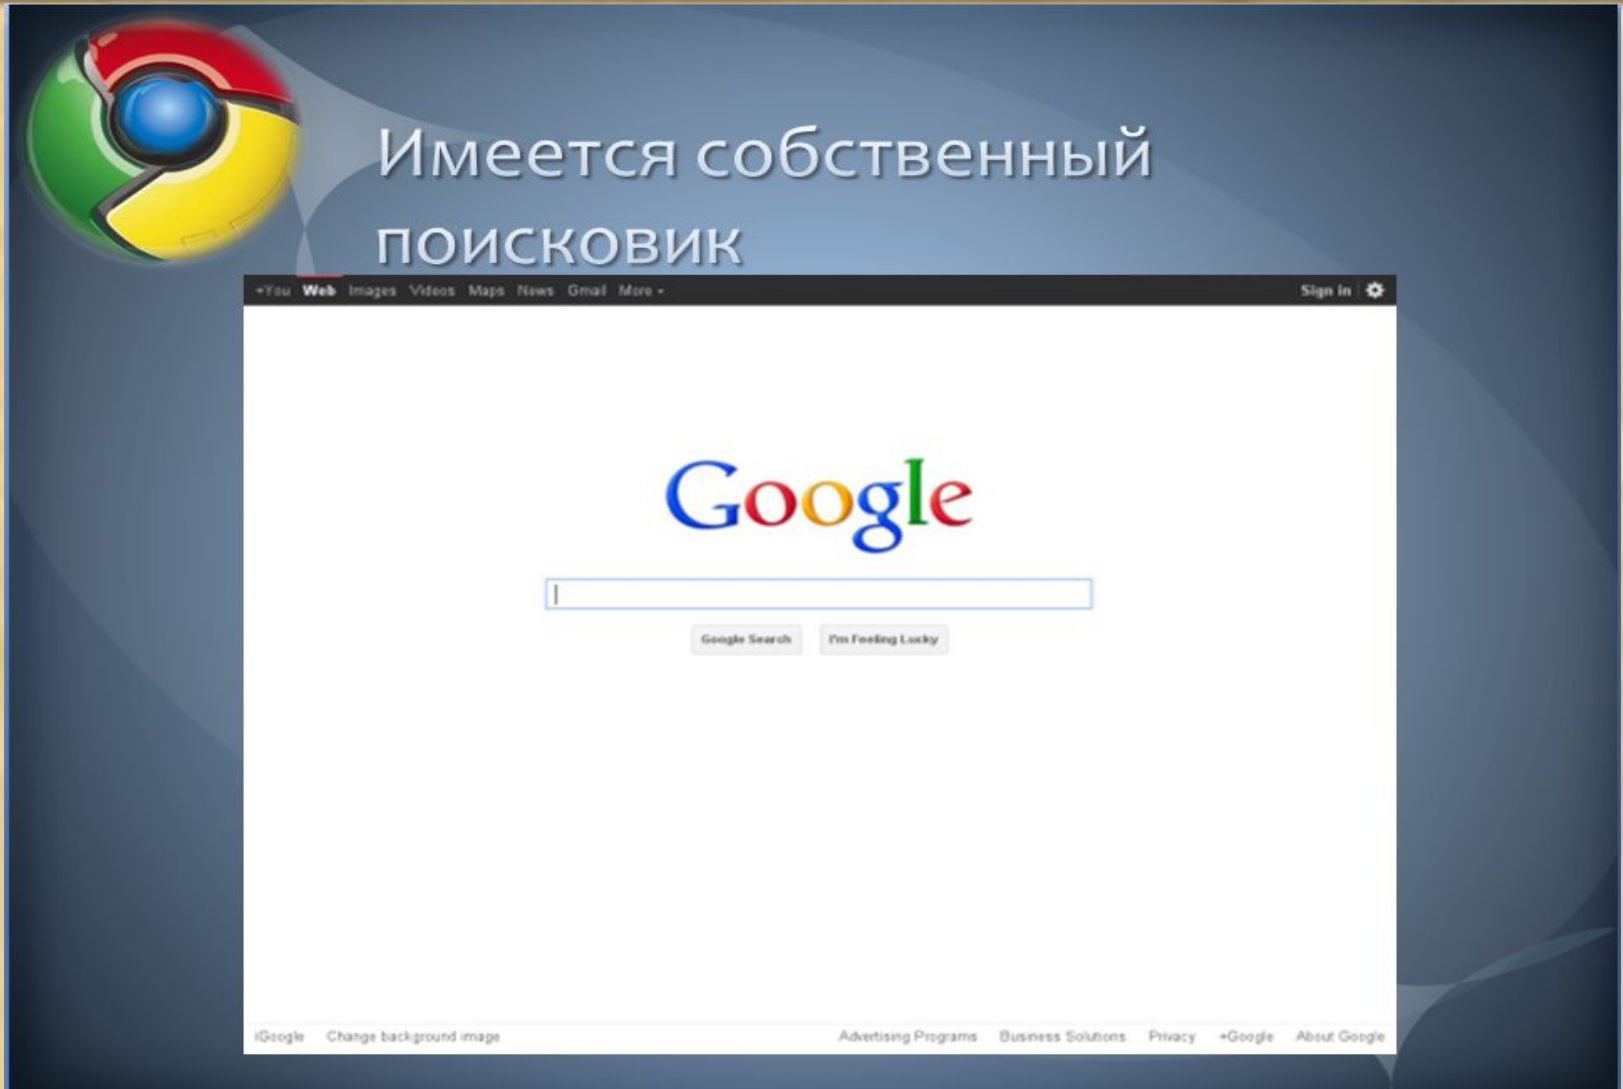 Имеется собственный
поисковик
+You Web Images Videos Maps News Gmail More
Sign in
Google
Google Search I'm Feeling Lucky
iGoogle Change background image Advertising Programs Business Solutions Privacy +Google About Google